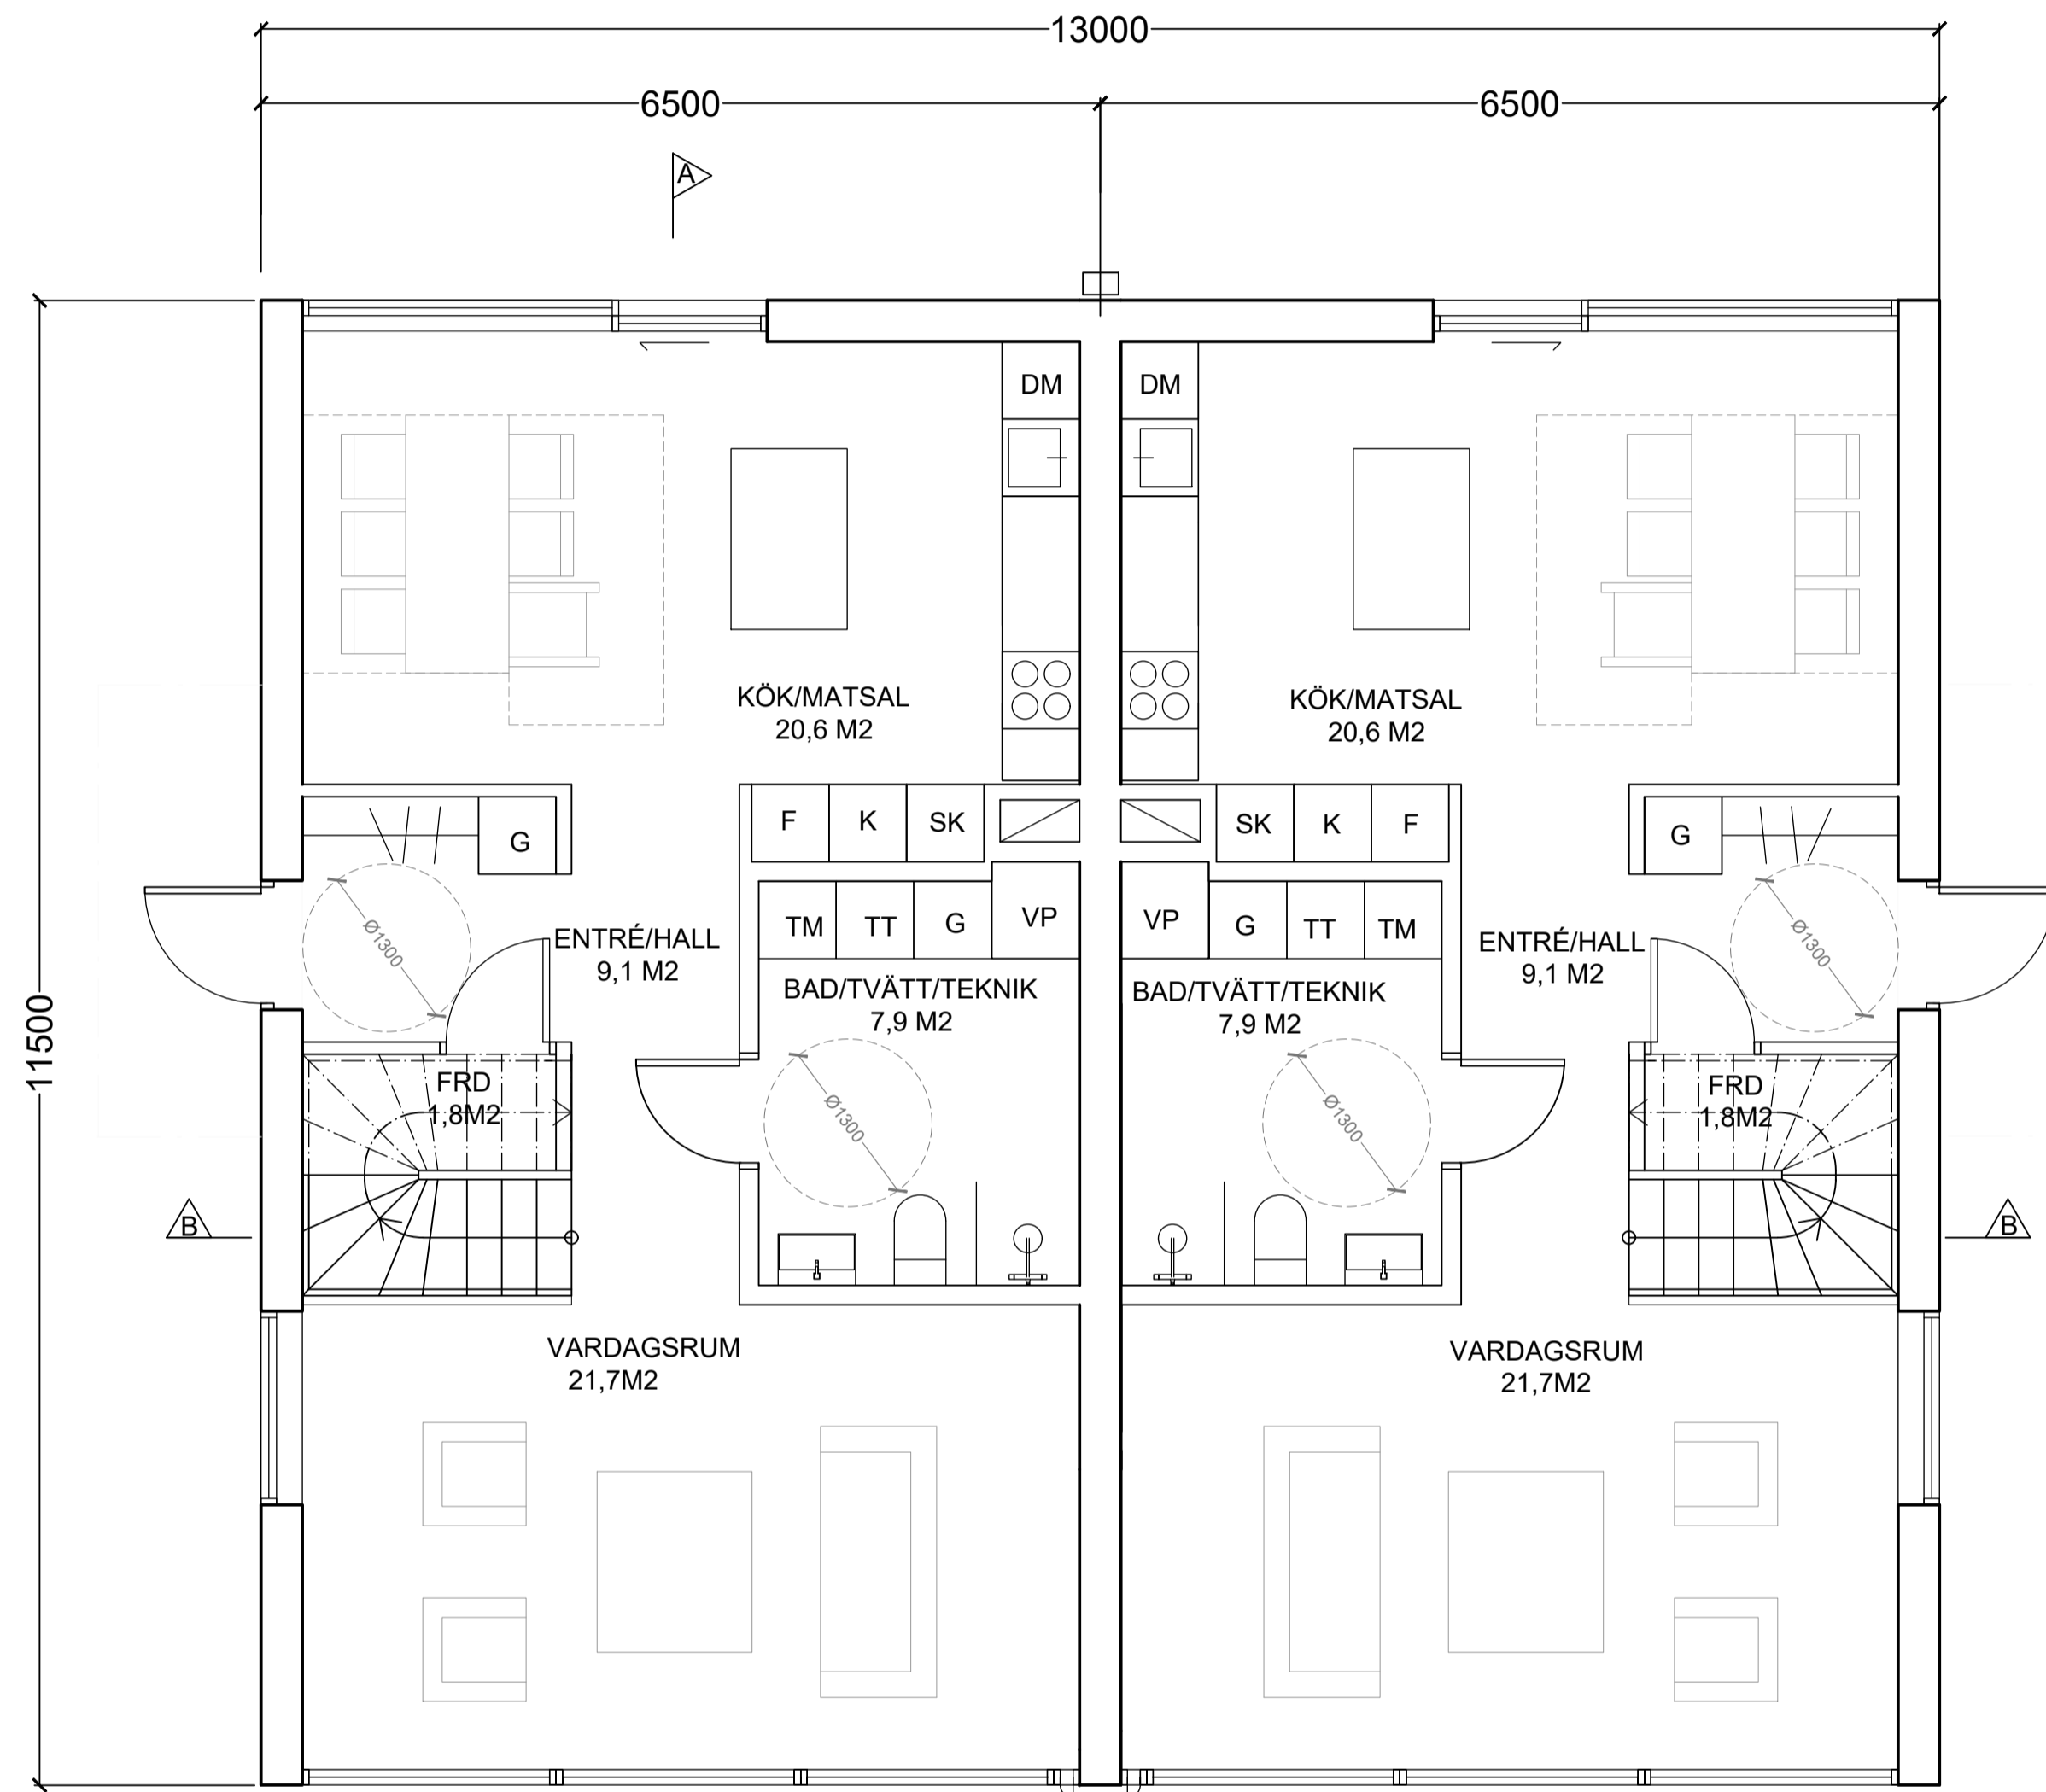 13000
6500
6500
A
DM
DM
KÖK/MATSAL
20,6 M2
KÖK/MATSAL
20,6 M2
F
K
SK
SK
K
F
G
G
TM
TT
G
VP
VP
G
TT
TM
Ø1300
ENTRÉ/HALL
9,1 M2
ENTRÉ/HALL
9,1 M2
Ø1300
BAD/TVÄTT/TEKNIK
7,9 M2
BAD/TVÄTT/TEKNIK
7,9 M2
11500
FRD
1,8M2
Ø1300
Ø1300
FRD
1,8M2
B
B
VARDAGSRUM
21,7M2
VARDAGSRUM
21,7M2